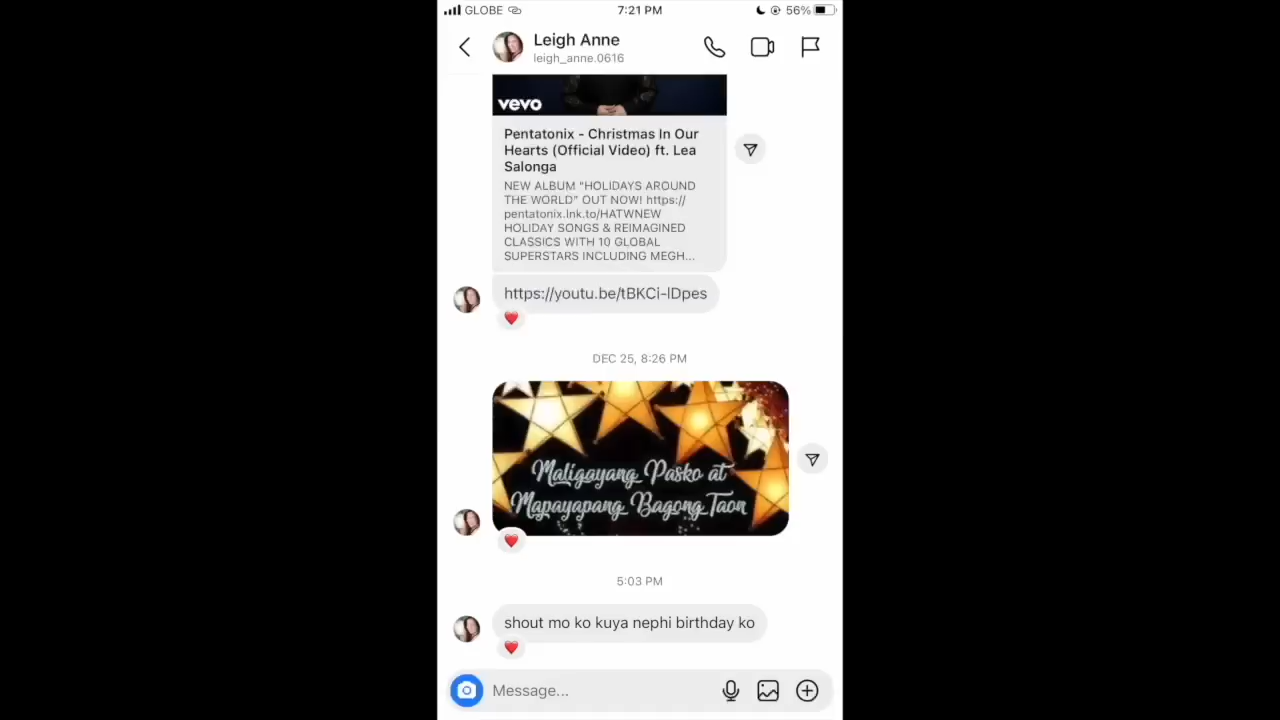 GLOBE
7:21 PM
56%
Leigh Anne
leigh_anne.0616
vevo
Pentatonix - Christmas In Our
Hearts (Official Video) ft. Lea
Salonga
NEW ALBUM "HOLIDAYS AROUND
THE WORLD" OUT NOW! https://
pentatonix.lnk.to/HATWNEW
HOLIDAY SONGS & REIMAGINED
CLASSICS WITH 10 GLOBAL
SUPERSTARS INCLUDING MEGH...
https://youtu.be/tBKCi-lDpes
DEC 25, 8:26 PM
Maligayang Pasko at
Mapayapang Bagong Taon
5:03 PM
shout mo ko kuya nephi birthday ko
Message...